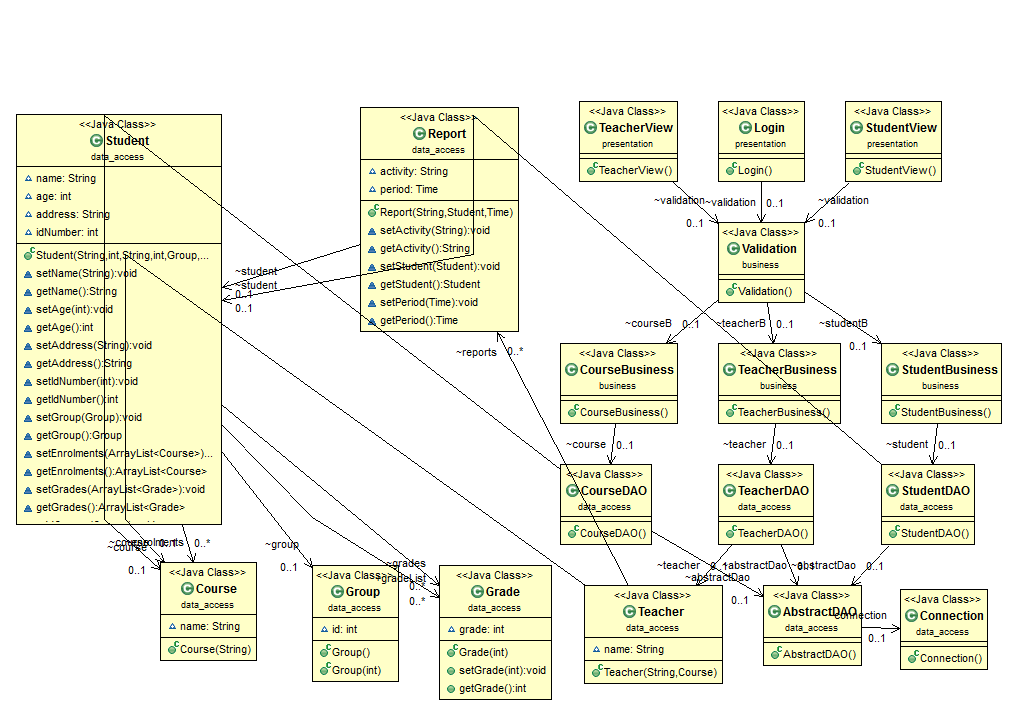 <<Java Class>>
Student
data_access
name: String
age: int
address: String
idNumber: int
Student(String,int,String,int,Group,...
setName(String):void
getName():String
setAge(int):void
getAge():int
setAddress(String):void
getAddress():String
setIdNumber(int):void
getIdNumber():int
setGroup(Group):void
getGroup():Group
setEnrolments(ArrayList<Course>)...
getEnrolments():ArrayList<Course>
setGrades(ArrayList<Grade>):void
getGrades():ArrayList<Grade>
<<Java Class>>
Report
data_access
activity: String
period: Time
Report(String,Student,Time)
setActivity(String):void
getActivity():String
setStudent(Student):void
getStudent():Student
setPeriod(Time):void
getPeriod():Time
~student
~student
0..1
0..1
~reports
0..*
<<Java Class>>
TeacherView
presentation
TeacherView()
<<Java Class>>
Login
presentation
Login()
<<Java Class>>
StudentView
presentation
StudentView()
~validation
0..1
~validation
0..1
~validation
0..1
<<Java Class>>
Validation
business
Validation()
~courseB
0..1
~teacherB
0..1
~studentB
0..1
<<Java Class>>
CourseBusiness
business
CourseBusiness()
<<Java Class>>
TeacherBusiness
business
TeacherBusiness()
<<Java Class>>
StudentBusiness
business
StudentBusiness()
~course
0..1
~teacher
0..1
~student
0..1
<<Java Class>>
CourseDAO
data_access
CourseDAO()
<<Java Class>>
TeacherDAO
data_access
TeacherDAO()
<<Java Class>>
StudentDAO
data_access
StudentDAO()
~course
0..1
~enrolments
0..1
0..*
~group
0..1
~grades
0..*
~gradeList
0..*
~teacher
~abstractDao
0..1
~abstractDao
0..1
~abstractDao
0..1
<<Java Class>>
Course
data_access
name: String
Course(String)
<<Java Class>>
Group
data_access
id: int
Group()
Group(int)
<<Java Class>>
Grade
data_access
grade: int
Grade(int)
setGrade(int):void
getGrade():int
<<Java Class>>
Teacher
data_access
name: String
Teacher(String,Course)
<<Java Class>>
AbstractDAO
data_access
AbstractDAO()
connection
0..1
<<Java Class>>
Connection
data_access
Connection()